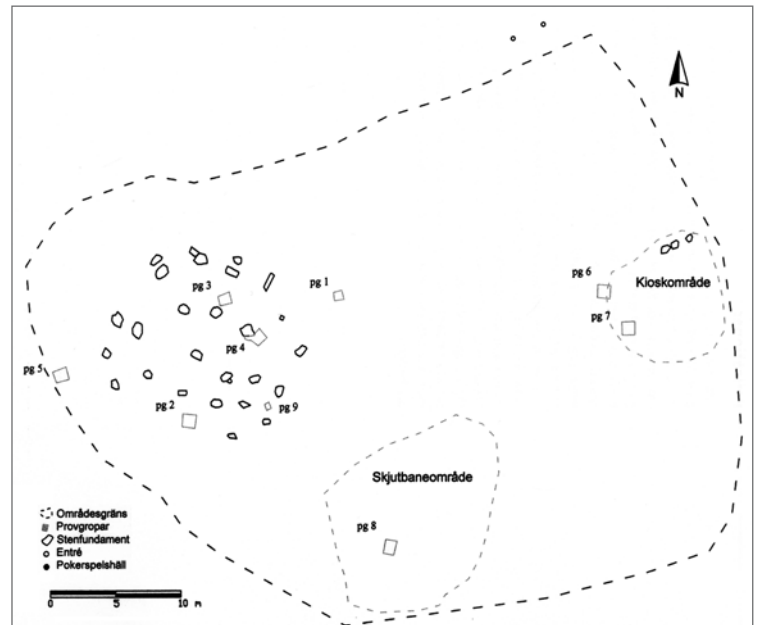 N
pg 6
Kioskområde
pg 3
pg 1
pg 7
pg 4
pg 5
pg 2
pg 9
Skjutbaneområde
pg 8
Områdesgräns
Provgropar
Stenfundament
Entré
Pokerspelshäll
0 5 10 m